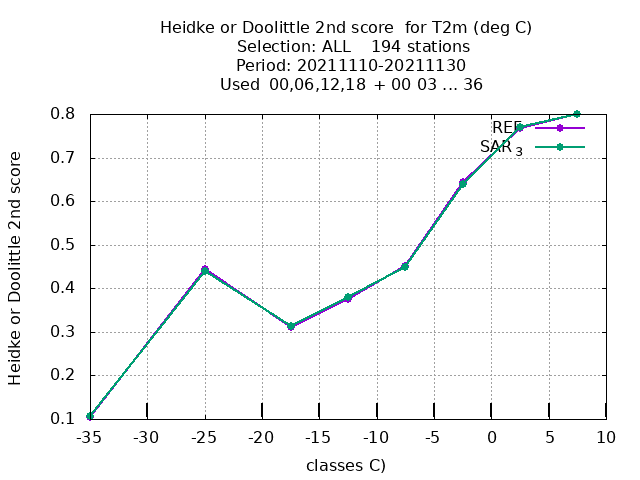 Heidke or Doolittle 2nd score  for T2m (deg C)
Selection: ALL    194 stations
Period: 20211110-20211130
Used  00,06,12,18  + 00 03 ... 36
Heidke or Doolittle 2nd score
0.8
0.7
0.6
0.5
0.4
0.3
0.2
0.1
REF
SAR 3
-35 -30 -25 -20 -15 -10 -5 0 5 10
classes C)